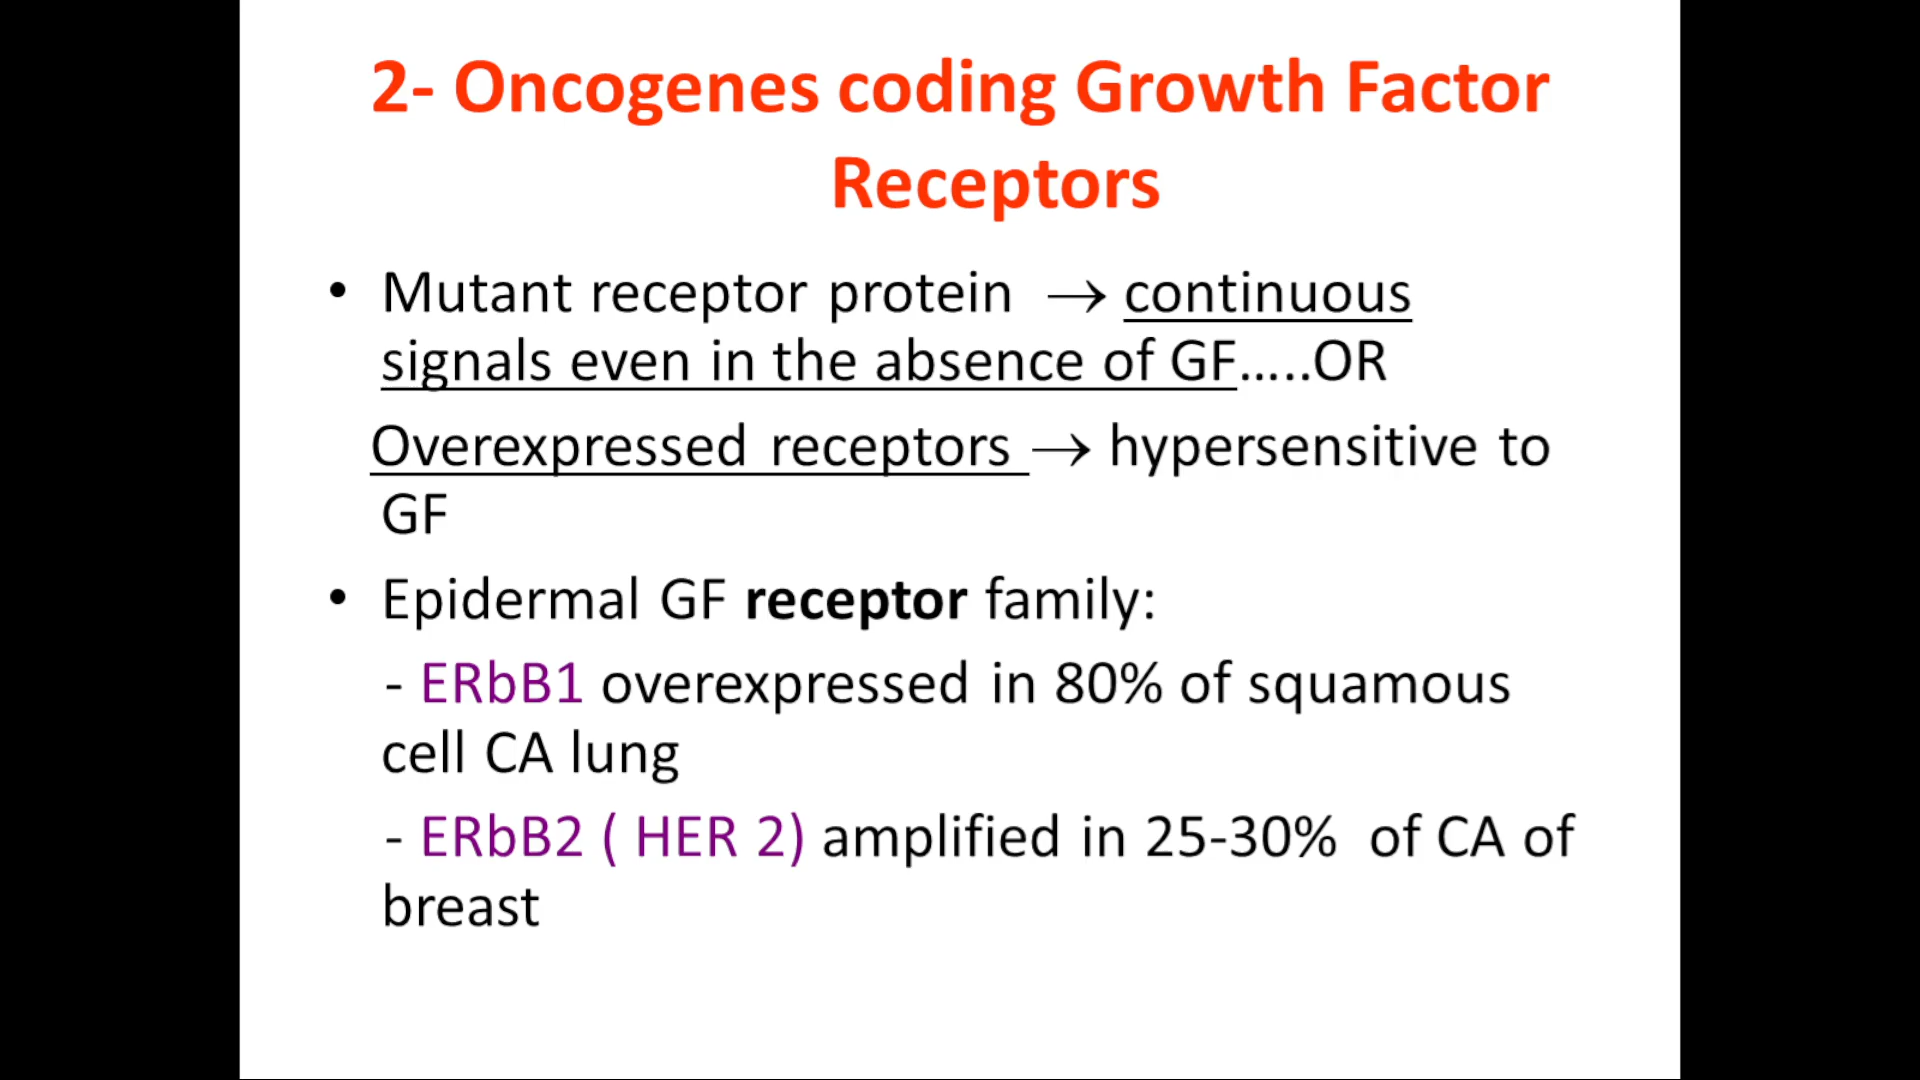 2- Oncogenes coding Growth Factor
Receptors
• Mutant receptor protein → continuous
signals even in the absence of GF…..OR
Overexpressed receptors → hypersensitive to
GF
• Epidermal GF receptor family:
- ERbB1 overexpressed in 80% of squamous
cell CA lung
- ERbB2 ( HER 2) amplified in 25-30% of CA of
breast